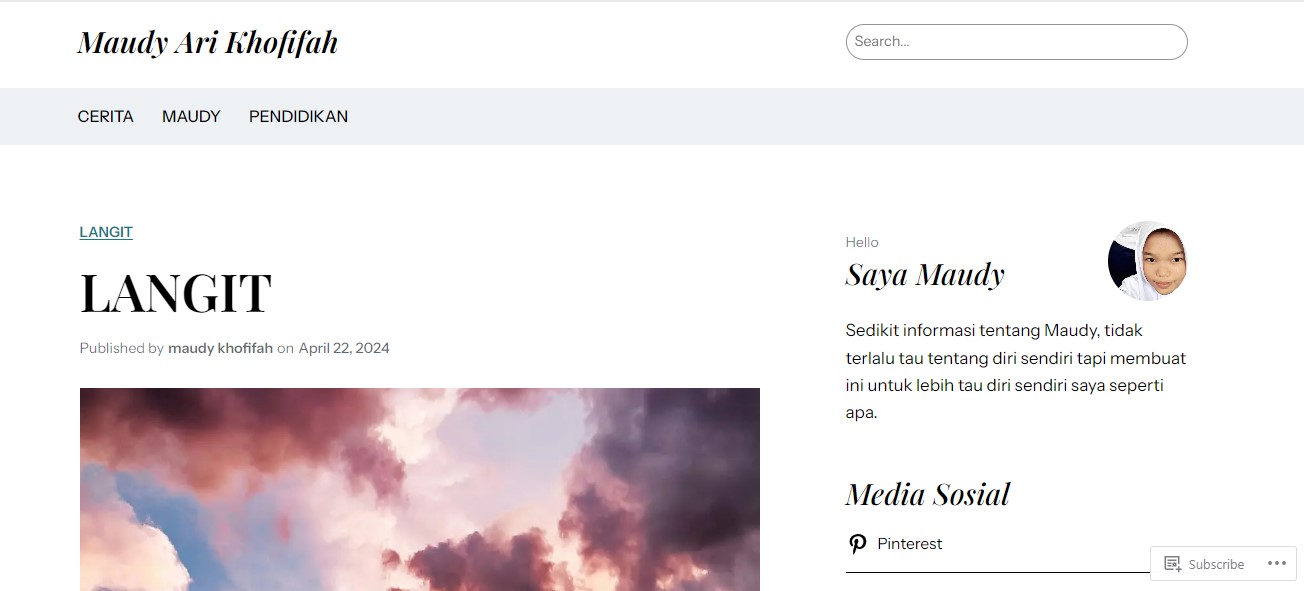 Maudy Ari Khofifah
Search...
CERITA MAUDY PENDIDIKAN
LANGIT
LANGIT
Published by maudy khofifah on April 22, 2024
Hello
Saya Maudy
Sedikit informasi tentang Maudy, tidak
terlalu tau tentang diri sendiri tapi membuat
ini untuk lebih tau diri sendiri saya seperti
apa.
Media Sosial
Pinterest
Subscribe